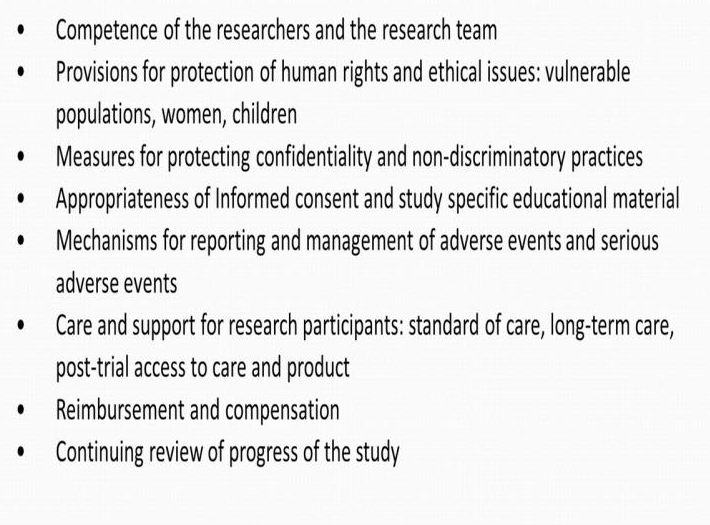 • Competence of the researchers and the research team
• Provisions for protection of human rights and ethical issues: vulnerable
populations, women, children
• Measures for protecting confidentiality and non-discriminatory practices
• Appropriateness of Informed consent and study specific educational material
• Mechanisms for reporting and management of adverse events and serious
adverse events
• Care and support for research participants: standard of care, long-term care,
post-trial access to care and product
• Reimbursement and compensation
• Continuing review of progress of the study